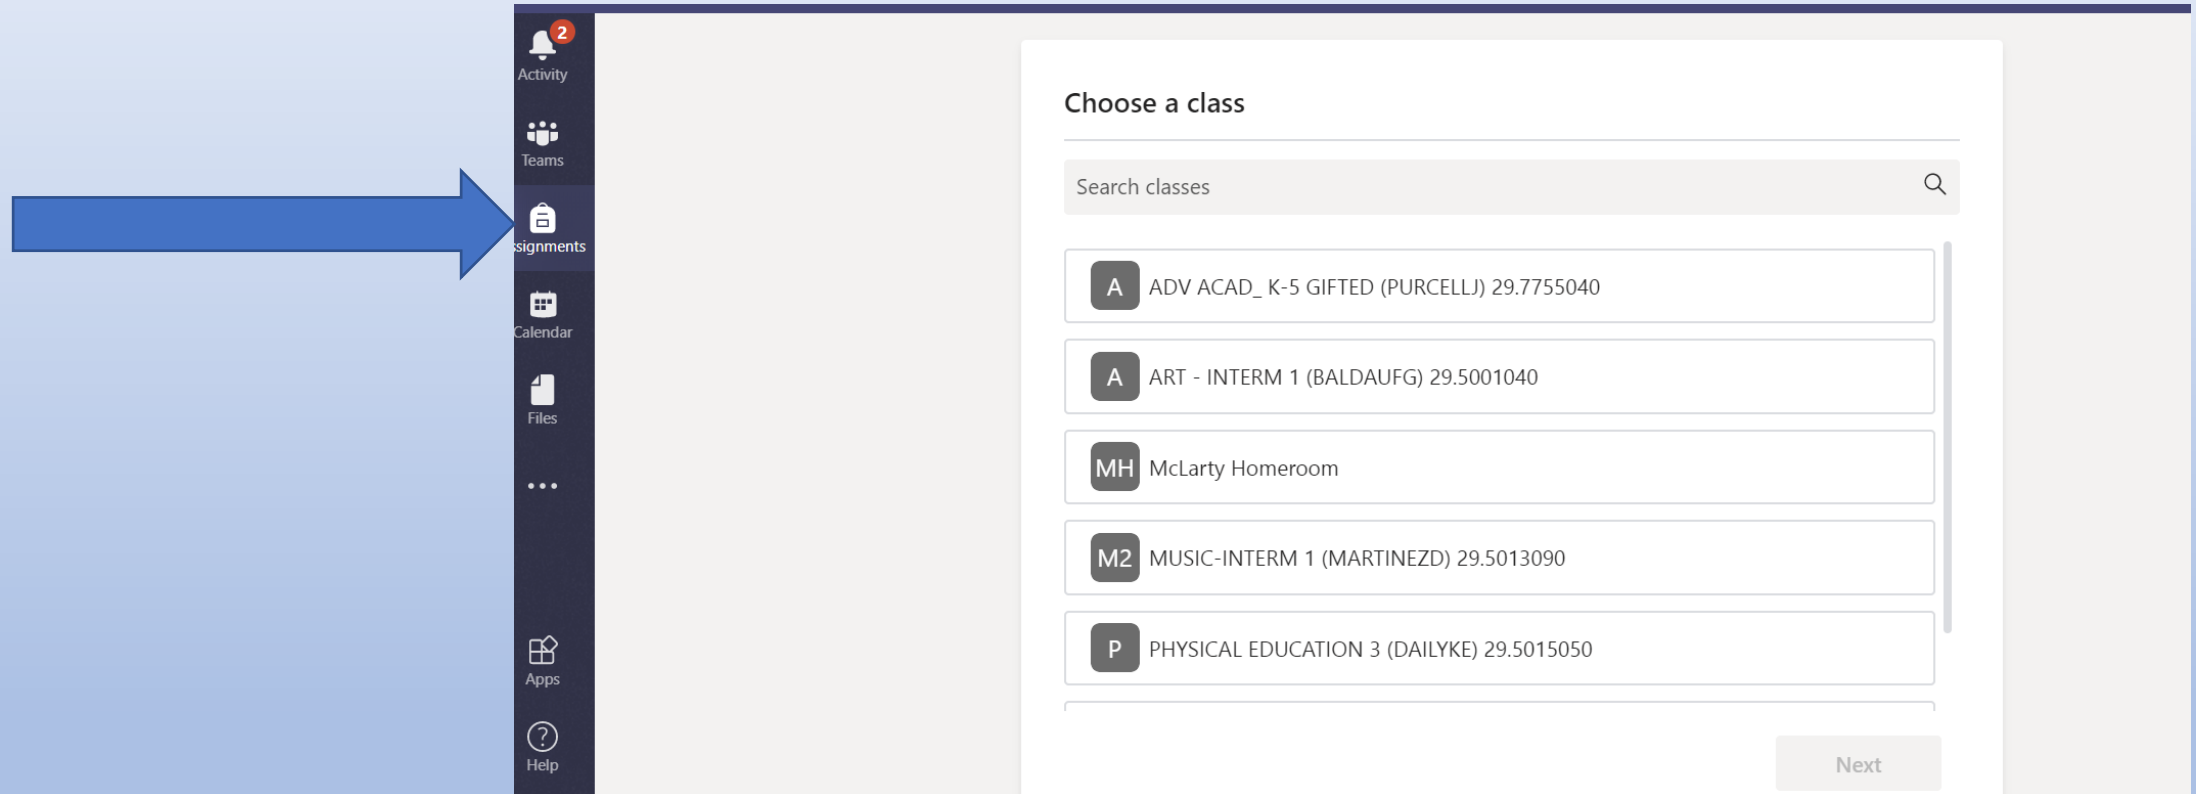 2
Activity
Teams
ssignments
Calendar
Files
Apps
Help
Choose a class
Search classes
A ADV ACAD_ K-5 GIFTED (PURCELLJ) 29.7755040
A ART - INTERM 1 (BALDAUFG) 29.5001040
MH McLarty Homeroom
M2 MUSIC-INTERM 1 (MARTINEZD) 29.5013090
P PHYSICAL EDUCATION 3 (DAILYKE) 29.5015050
Next